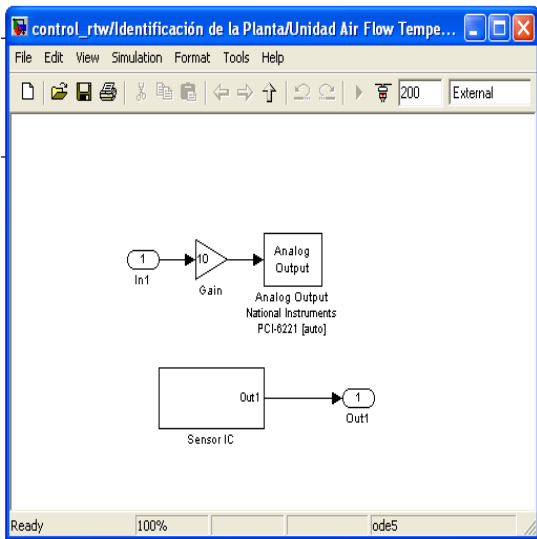 control_rtw/Identificación de la Planta/Unidad Air Flow Tempe...
File Edit View Simulation Format Tools Help
200 External
1
In1
10
Gain
Analog
Output
Analog Output
National Instruments
PCI-6221 [auto]
Out1
Sensor IC
1
Out1
Ready 100% ode5